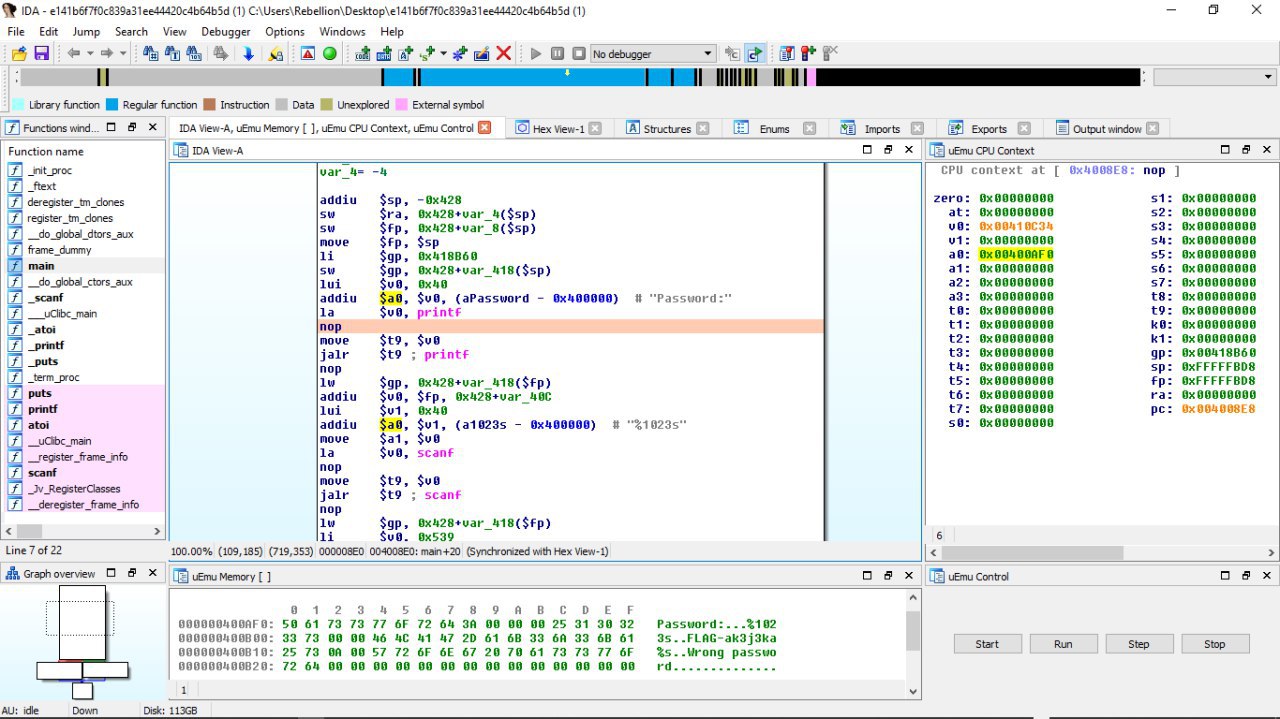 IDA - e141b6f7f0c839a31ee44420c4b64b5d (1) C:\Users\Rebellion\Desktop\e141b6f7f0c839a31ee44420c4b64b5d (1)
File Edit Jump Search View Debugger Options Windows Help
No debugger
Library function Regular function Instruction Data Unexplored External symbol
Functions wind...
IDA View-A, uEmu Memory [ ], uEmu CPU Context, uEmu Control
Hex View-1
Structures
Enums
Imports
Exports
Output window
Function name
_init_proc
_ftext
deregister_tm_clones
register_tm_clones
__do_global_dtors_aux
frame_dummy
main
__do_global_ctors_aux
_scanf
___uClibc_main
_atoi
_printf
_puts
_term_proc
puts
printf
atoi
__uClibc_main
__register_frame_info
scanf
_Jv_RegisterClasses
__deregister_frame_info
Line 7 of 22
Graph overview
IDA View-A
var_4= -4
addiu $sp, -0x428
sw $ra, 0x428+var_4($sp)
sw $fp, 0x428+var_8($sp)
move $fp, $sp
li $gp, 0x418B60
sw $gp, 0x428+var_418($sp)
lui $v0, 0x40
addiu $a0, $v0, (aPassword - 0x400000) # "Password:"
la $v0, printf
nop
move $t9, $v0
jalr $t9 ; printf
nop
lw $gp, 0x428+var_418($fp)
addiu $v0, $fp, 0x428+var_40C
lui $v1, 0x40
addiu $a0, $v1, (a1023s - 0x400000) # "%1023s"
move $a1, $v0
la $v0, scanf
nop
move $t9, $v0
jalr $t9 ; scanf
nop
lw $gp, 0x428+var_418($fp)
li $v0, 0x539
100.00% (109,185) (719,353) 000008E0 004008E0: main+20 (Synchronized with Hex View-1)
uEmu CPU Context
CPU context at [ 0x4008E8: nop ]
zero: 0x00000000 s1: 0x00000000
at: 0x00000000 s2: 0x00000000
v0: 0x00410C34 s3: 0x00000000
v1: 0x00000000 s4: 0x00000000
a0: 0x00400AF0 s5: 0x00000000
a1: 0x00000000 s6: 0x00000000
a2: 0x00000000 s7: 0x00000000
a3: 0x00000000 t8: 0x00000000
t0: 0x00000000 t9: 0x00000000
t1: 0x00000000 k0: 0x00000000
t2: 0x00000000 k1: 0x00000000
t3: 0x00000000 gp: 0x00418B60
t4: 0x00000000 sp: 0xFFFFFBD8
t5: 0x00000000 fp: 0xFFFFFBD8
t6: 0x00000000 ra: 0x00000000
t7: 0x00000000 pc: 0x004008E8
s0: 0x00000000
6
uEmu Memory [ ]
0 1 2 3 4 5 6 7 8 9 A B C D E F
000000400AF0: 50 61 73 73 77 6F 72 64 3A 00 00 00 25 31 30 32 Password:...%102
000000400B00: 33 73 00 00 46 4C 41 47 2D 61 6B 33 6A 33 6B 61 3s..FLAG-ak3j3ka
000000400B10: 25 73 0A 00 57 72 6F 6E 67 20 70 61 73 73 77 6F %s..Wrong passwo
000000400B20: 72 64 00 00 00 00 00 00 00 00 00 00 00 00 00 00 rd..............
1
uEmu Control
Start Run Step Stop
AU: idle Down Disk: 113GB